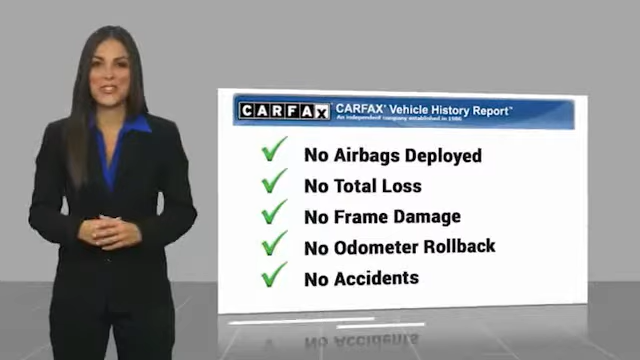 CARFAX CARFAX Vehicle History Report™
An independent company established in 1986
No Airbags Deployed
No Total Loss
No Frame Damage
No Odometer Rollback
No Accidents